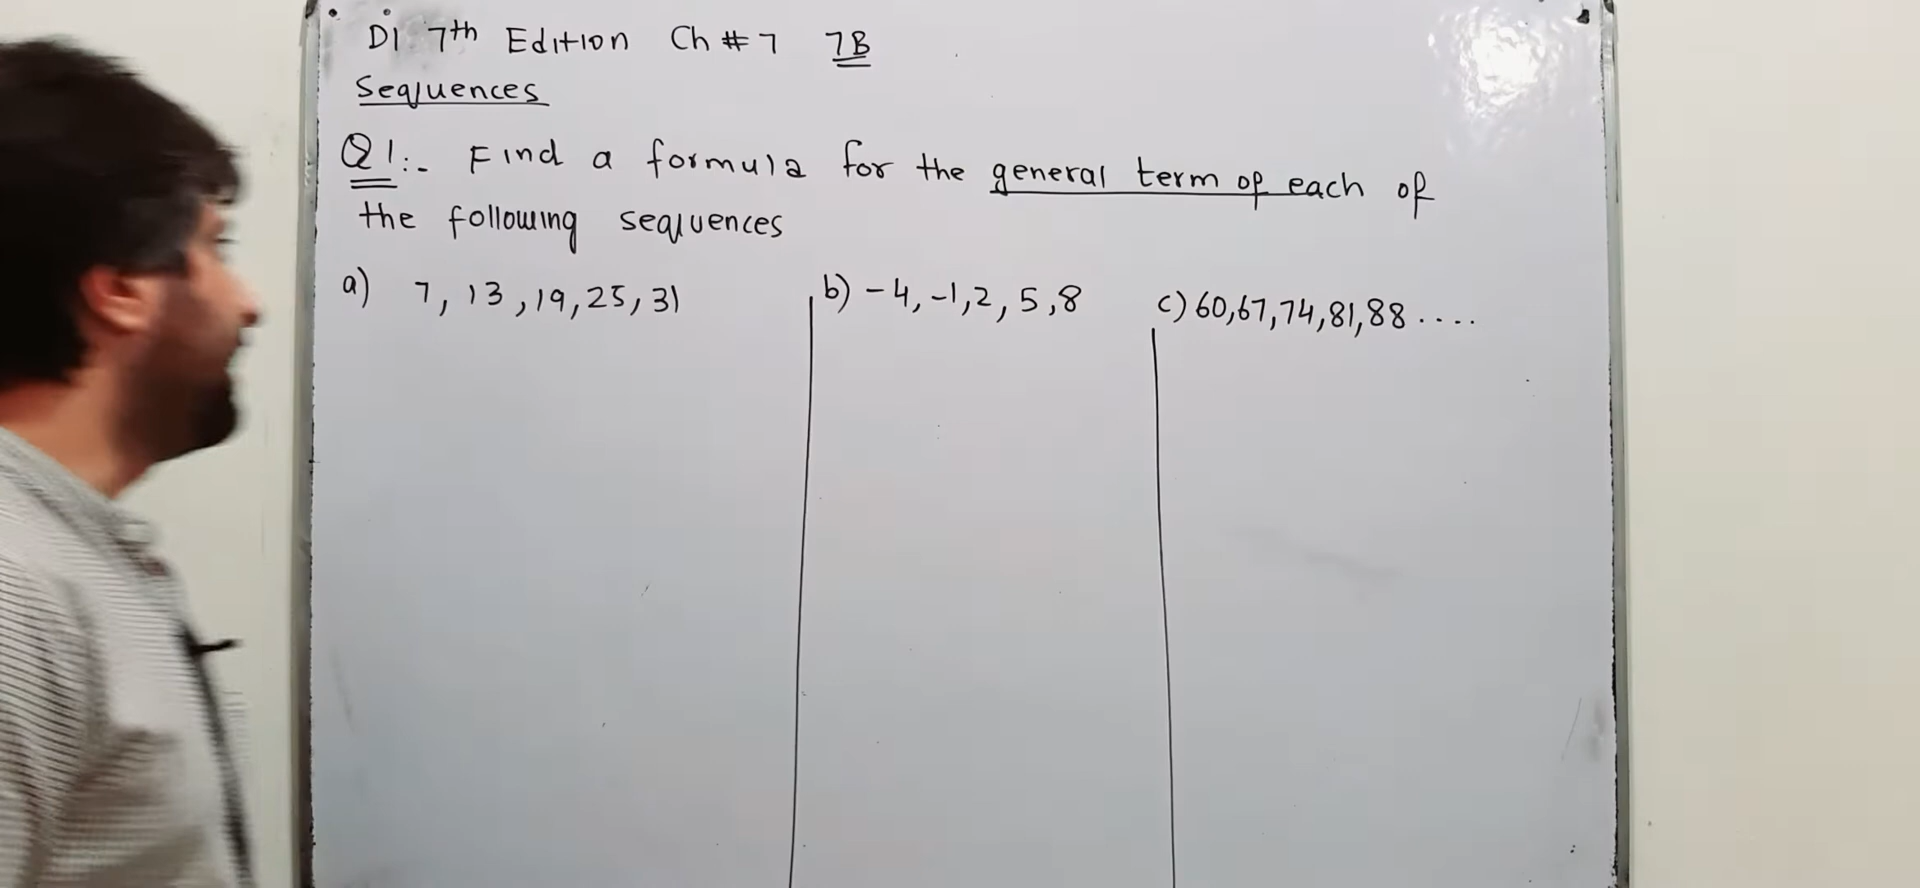 D1 7th Edition Ch # 7 7B
Sequences
Q1:- Find a formula for the general term of each of
the following sequences
a) 7, 13, 19, 25, 31
b) -4, -1, 2, 5, 8
c) 60, 67, 74, 81, 88 ....